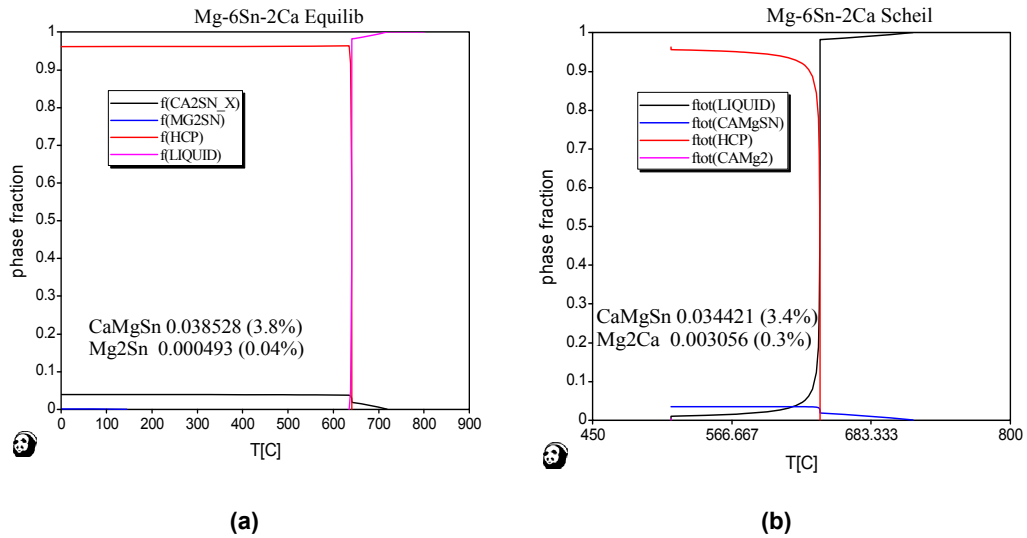 Mg-6Sn-2Ca Equilib
1
0.9
0.8
0.7
0.6
0.5
0.4
0.3
0.2
0.1
0
phase fraction
f(CA2SN_X)
f(MG2SN)
f(HCP)
f(LIQUID)
CaMgSn 0.038528 (3.8%)
Mg2Sn 0.000493 (0.04%)
0 100 200 300 400 500 600 700 800 900
T[C]
(a)
Mg-6Sn-2Ca Scheil
1
0.9
0.8
0.7
0.6
0.5
0.4
0.3
0.2
0.1
0
phase fraction
ftot(LIQUID)
ftot(CAMgSN)
ftot(HCP)
ftot(CAMg2)
CaMgSn 0.034421 (3.4%)
Mg2Ca 0.003056 (0.3%)
450 566.667 683.333 800
T[C]
(b)